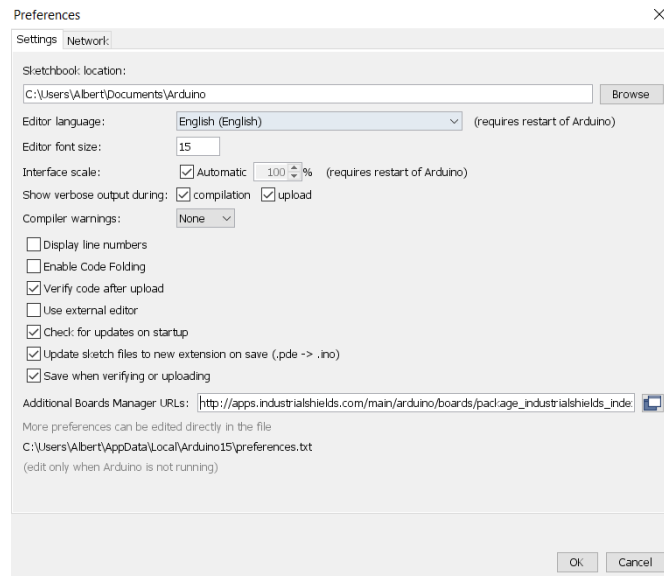 Preferences
Settings Network
Sketchbook location:
C:\Users\Albert\Documents\Arduino Browse
Editor language: English (English) (requires restart of Arduino)
Editor font size: 15
Interface scale: Automatic 100 % (requires restart of Arduino)
Show verbose output during: compilation upload
Compiler warnings: None
Display line numbers
Enable Code Folding
Verify code after upload
Use external editor
Check for updates on startup
Update sketch files to new extension on save (.pde -> .ino)
Save when verifying or uploading
Additional Boards Manager URLs: http://apps.industrialshields.com/main/arduino/boards/package_industrialshields_inde
More preferences can be edited directly in the file
C:\Users\Albert\AppData\Local\Arduino15\preferences.txt
(edit only when Arduino is not running)
OK Cancel